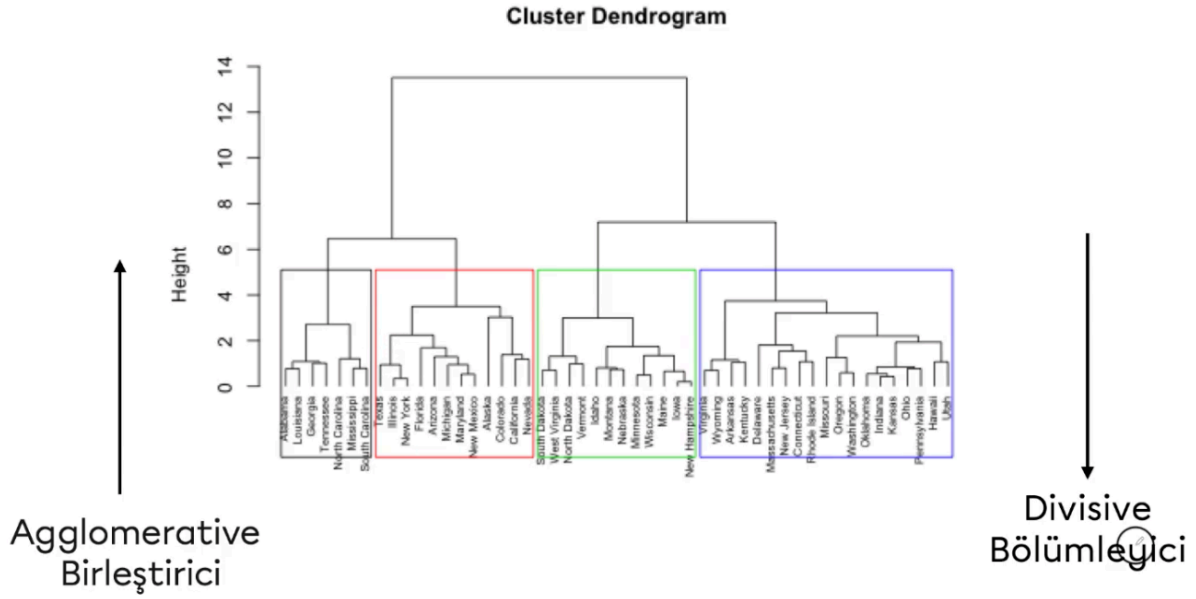 Cluster Dendrogram
Height
14
12
10
8
6
4
2
0
Alabama
Louisiana
Georgia
Tennessee
North Carolina
Mississippi
South Carolina
Texas
Illinois
New York
Florida
Arizona
Michigan
Maryland
New Mexico
Alaska
Colorado
California
Nevada
South Dakota
West Virginia
North Dakota
Vermont
Idaho
Montana
Nebraska
Minnesota
Wisconsin
Maine
Iowa
New Hampshire
Virginia
Wyoming
Arkansas
Kentucky
Delaware
Massachusetts
New Jersey
Connecticut
Rhode Island
Missouri
Oregon
Washington
Oklahoma
Indiana
Kansas
Ohio
Pennsylvania
Hawaii
Utah
Agglomerative
Birleştirici
Divisive
Bölümleyici